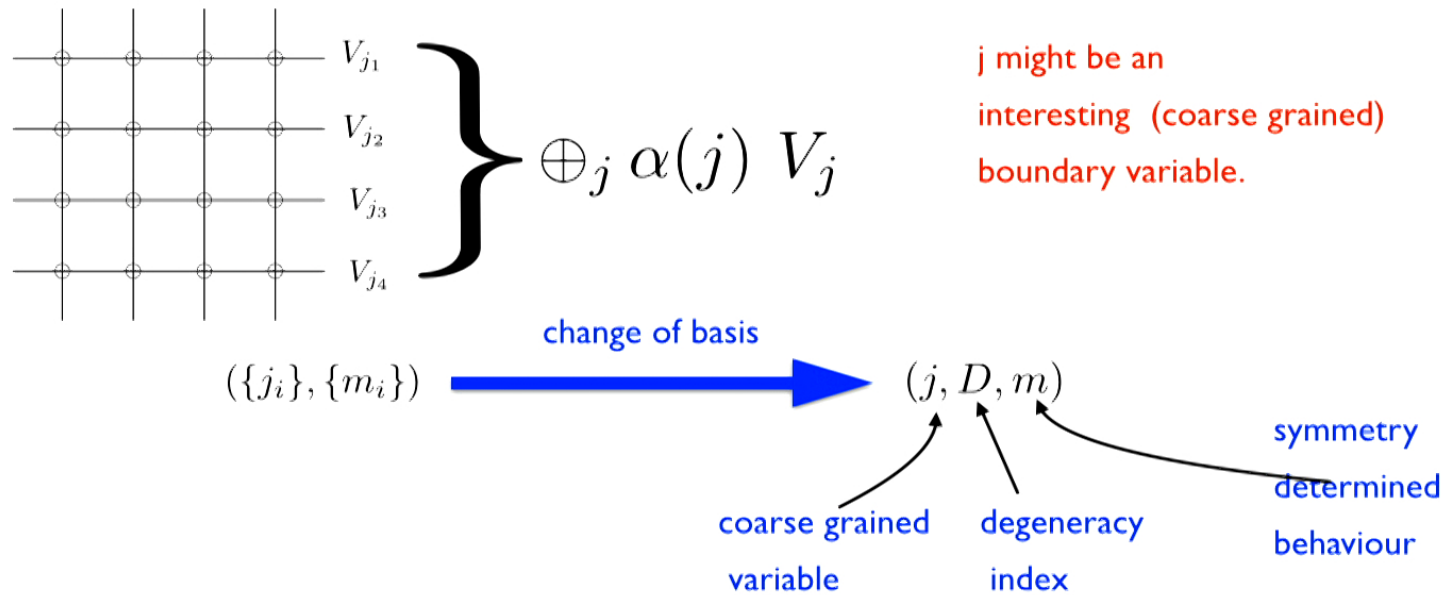 V_{j_1}
j might be an
V_{j_2}
interesting (coarse grained)
⊕_j α(j) V_j
boundary variable.
V_{j_3}
V_{j_4}
change of basis
({j_i}, {m_i})
(j, D, m)
symmetry
determined
behaviour
coarse grained
variable
degeneracy
index